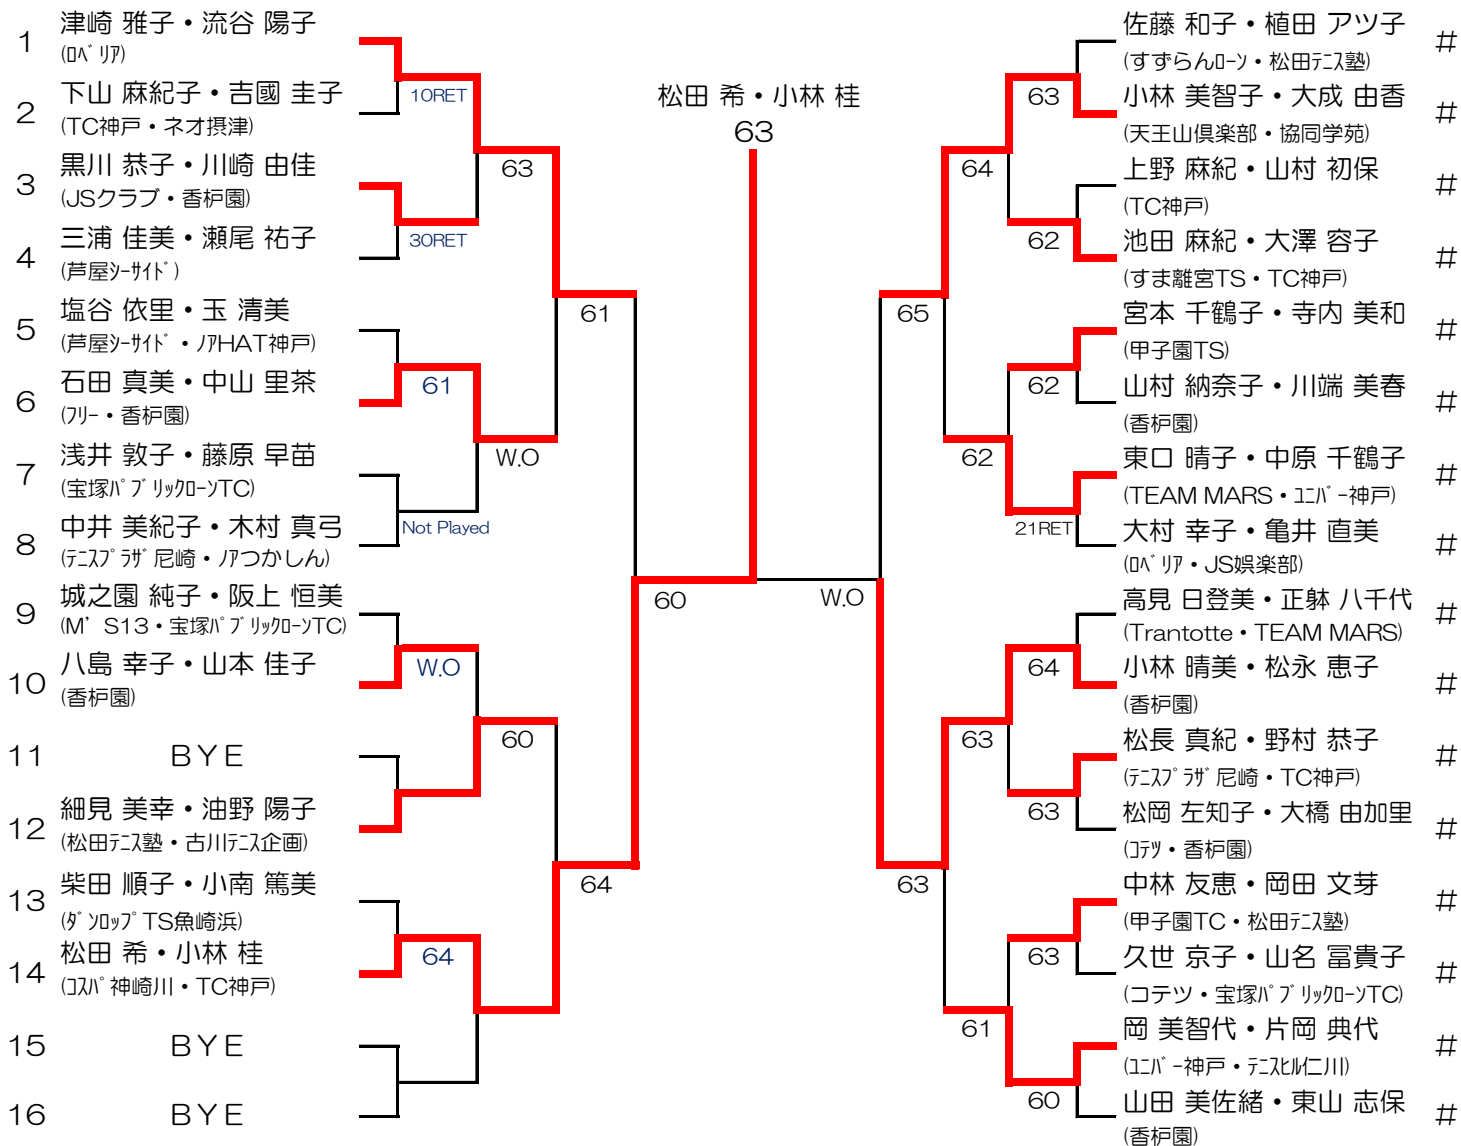 1
津崎 雅子・流谷 陽子
(ﾛﾍﾞﾘｱ)
2
下山 麻紀子・吉國 圭子
(TC神戸・ネオ摂津)
10RET
3
黒川 恭子・川崎 由佳
(JSクラブ・香枦園)
4
三浦 佳美・瀬尾 祐子
(芦屋ｼｰｻｲﾄﾞ)
30RET
63
5
塩谷 依里・玉 清美
(芦屋ｼｰｻｲﾄﾞ・ﾉｱHAT神戸)
6
石田 真美・中山 里茶
(ﾌﾘｰ・香枦園)
61
7
浅井 敦子・藤原 早苗
(宝塚ﾊﾟﾌﾞﾘｯｸﾛｰﾝTC)
8
中井 美紀子・木村 真弓
(ﾃﾆｽﾌﾟﾗｻﾞ尼崎・ﾉｱつかしん)
Not Played
W.O
61
9
城之園 純子・阪上 恒美
(M’S13・宝塚ﾊﾟﾌﾞﾘｯｸﾛｰﾝTC)
10
八島 幸子・山本 佳子
(香枦園)
W.O
11
BYE
12
細見 美幸・油野 陽子
(松田ﾃﾆｽ塾・古川ﾃﾆｽ企画)
60
13
柴田 順子・小南 篤美
(ﾀﾞﾝﾛｯﾌﾟTS魚崎浜)
14
松田 希・小林 桂
(ｺｽﾊﾟ神崎川・TC神戸)
64
15
BYE
16
BYE
64
60
松田 希・小林 桂
63
W.O
佐藤 和子・植田 アツ子
(すずらんﾛｰﾝ・松田ﾃﾆｽ塾)
#
小林 美智子・大成 由香
(天王山倶楽部・協同学苑)
#
63
上野 麻紀・山村 初保
(TC神戸)
#
池田 麻紀・大澤 容子
(すま離宮TS・TC神戸)
#
62
64
宮本 千鶴子・寺内 美和
(甲子園TS)
#
山村 納奈子・川端 美春
(香枦園)
#
62
東口 晴子・中原 千鶴子
(TEAM MARS・ﾕﾆﾊﾞｰ神戸)
#
大村 幸子・亀井 直美
(ﾛﾍﾞﾘｱ・JS娯楽部)
#
21RET
62
65
高見 日登美・正躰 八千代
(Trantotte・TEAM MARS)
#
小林 晴美・松永 恵子
(香枦園)
#
64
松長 真紀・野村 恭子
(ﾃﾆｽﾌﾟﾗｻﾞ尼崎・TC神戸)
#
松岡 左知子・大橋 由加里
(ｺﾃﾂ・香枦園)
#
63
63
中林 友恵・岡田 文芽
(甲子園TC・松田ﾃﾆｽ塾)
#
久世 京子・山名 冨貴子
(コテツ・宝塚ﾊﾟﾌﾞﾘｯｸﾛｰﾝTC)
#
63
岡 美智代・片岡 典代
(ﾕﾆﾊﾞｰ神戸・ﾃﾆｽﾋﾙ仁川)
#
山田 美佐緒・東山 志保
(香枦園)
#
60
61
63